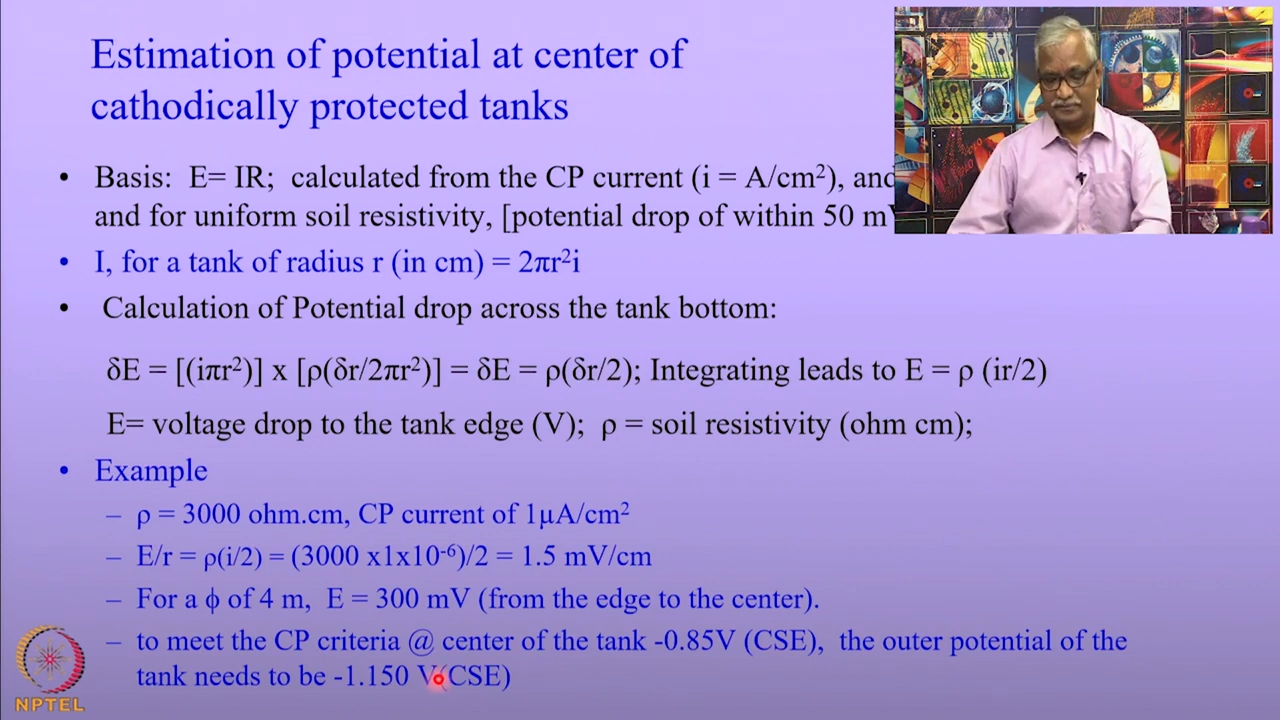 Estimation of potential at center of
cathodically protected tanks
• Basis: E= IR; calculated from the CP current (i = A/cm²), and
and for uniform soil resistivity, [potential drop of within 50
• I, for a tank of radius r (in cm) = 2πr²i
• Calculation of Potential drop across the tank bottom:
δE = [(iπr²)] x [ρ(δr/2πr²)] = δE = ρ(δr/2); Integrating leads to E = ρ (ir/2)
E= voltage drop to the tank edge (V); ρ = soil resistivity (ohm cm);
• Example
– ρ = 3000 ohm.cm, CP current of 1μA/cm²
– E/r = ρ(i/2) = (3000 x1x10⁻⁶)/2 = 1.5 mV/cm
– For a ϕ of 4 m, E = 300 mV (from the edge to the center).
– to meet the CP criteria @ center of the tank -0.85V (CSE), the outer potential of the
tank needs to be -1.150 V (CSE)
NPTEL